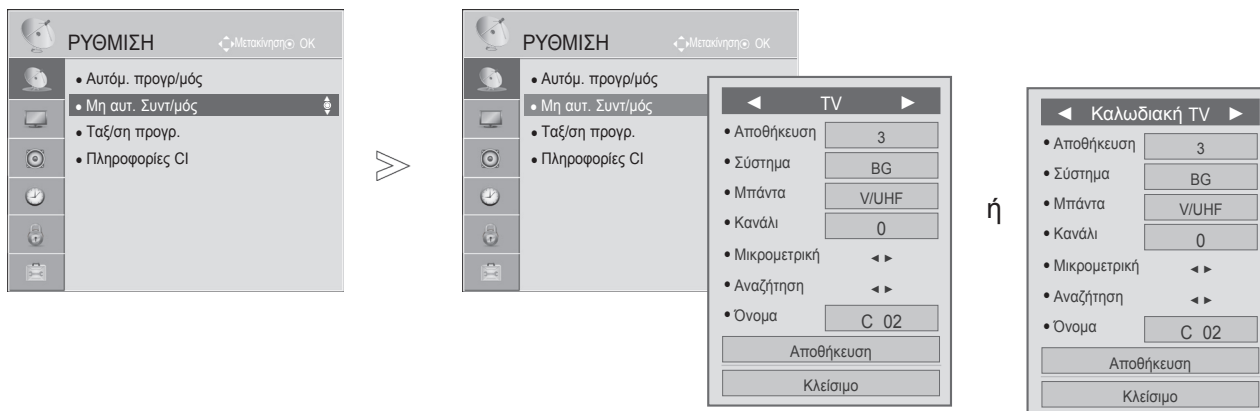 ΡΥΘΜΙΣΗ Μετακίνηση OK
• Αυτόμ. προγρ/μός
• Μη αυτ. Συντ/μός
• Ταξ/ση προγρ.
• Πληροφορίες CI
ΡΥΘΜΙΣΗ Μετακίνηση OK
• Αυτόμ. προγρ/μός
• Μη αυτ. Συντ/μός
• Ταξ/ση προγρ.
• Πληροφορίες CI
◄ TV ►
• Αποθήκευση 3
• Σύστημα BG
• Μπάντα V/UHF
• Κανάλι 0
• Μικρομετρική ◄ ►
• Αναζήτηση ◄ ►
• Όνομα C 02
Αποθήκευση
Κλείσιμο
ή
◄ Καλωδιακή TV ►
• Αποθήκευση 3
• Σύστημα BG
• Μπάντα V/UHF
• Κανάλι 0
• Μικρομετρική ◄ ►
• Αναζήτηση ◄ ►
• Όνομα C 02
Αποθήκευση
Κλείσιμο